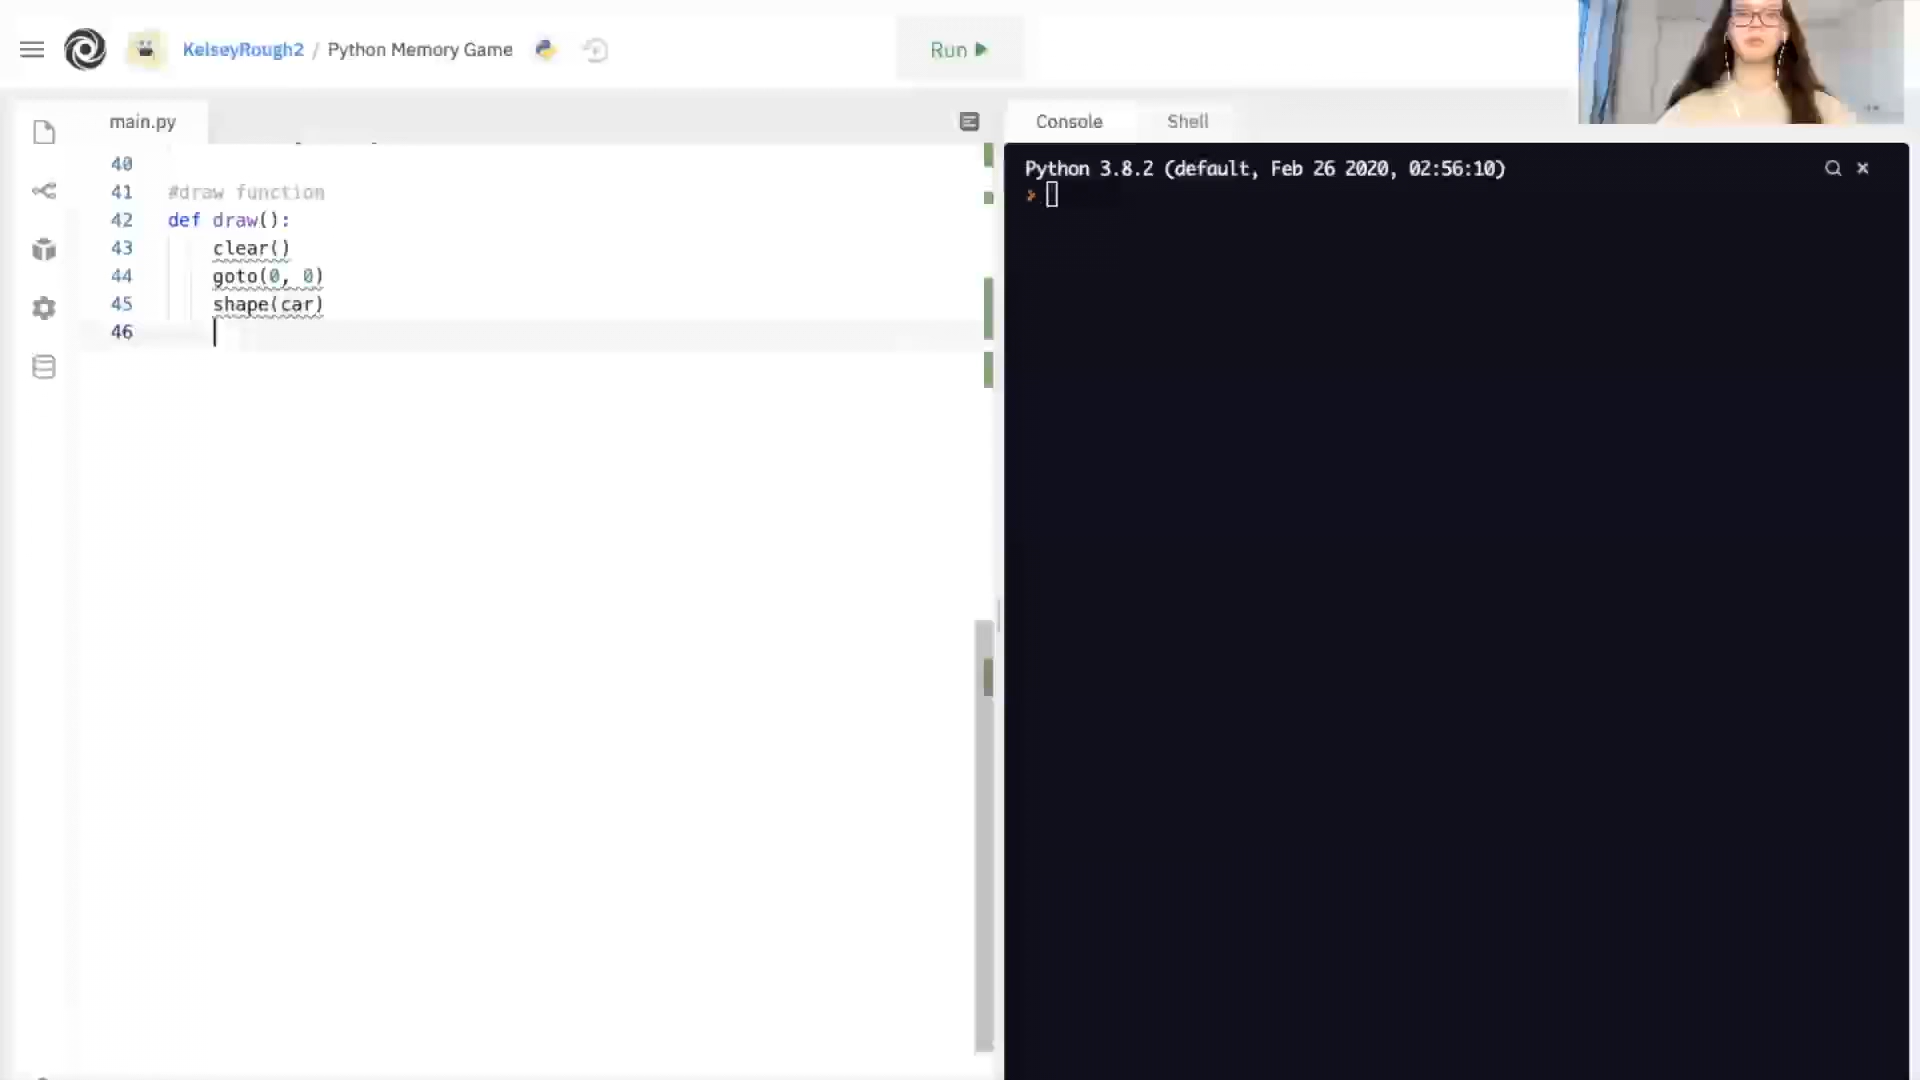 KelseyRough2 / Python Memory Game
Run
main.py
Console
Shell
40
41 #draw function
42 def draw():
43 clear()
44 goto(0, 0)
45 shape(car)
46
Python 3.8.2 (default, Feb 26 2020, 02:56:10)